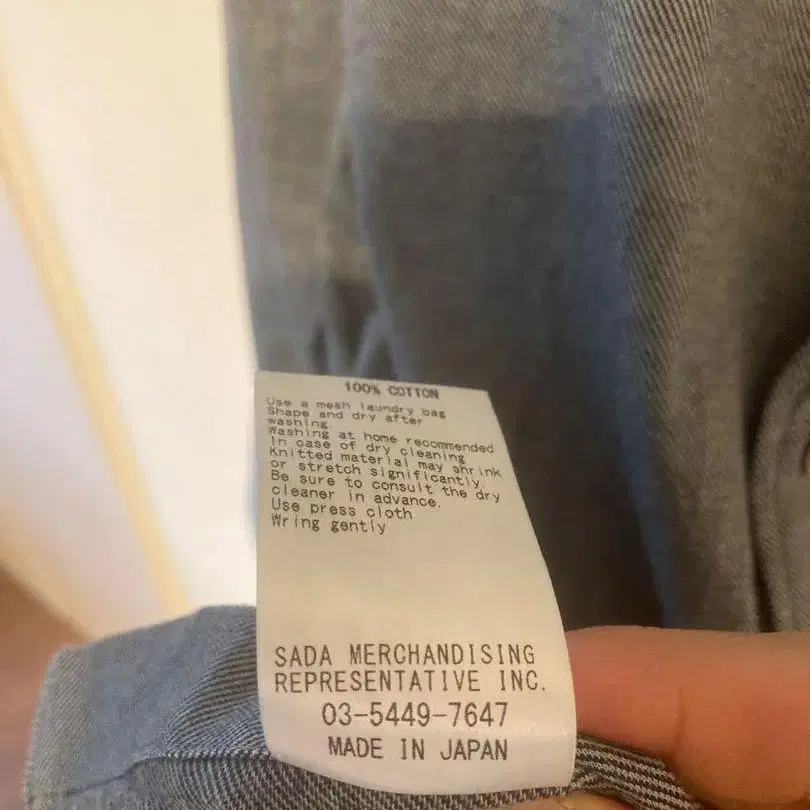 100% COTTON
Use a mesh laundry bag
Shape and dry after
washing.
Washing at home recommended
In case of dry cleaning
Knitted material may shrink
or stretch significantly.
Be sure to consult the dry
cleaner in advance.
Use press cloth
Wring gently
SADA MERCHANDISING
REPRESENTATIVE INC.
03-5449-7647
MADE IN JAPAN